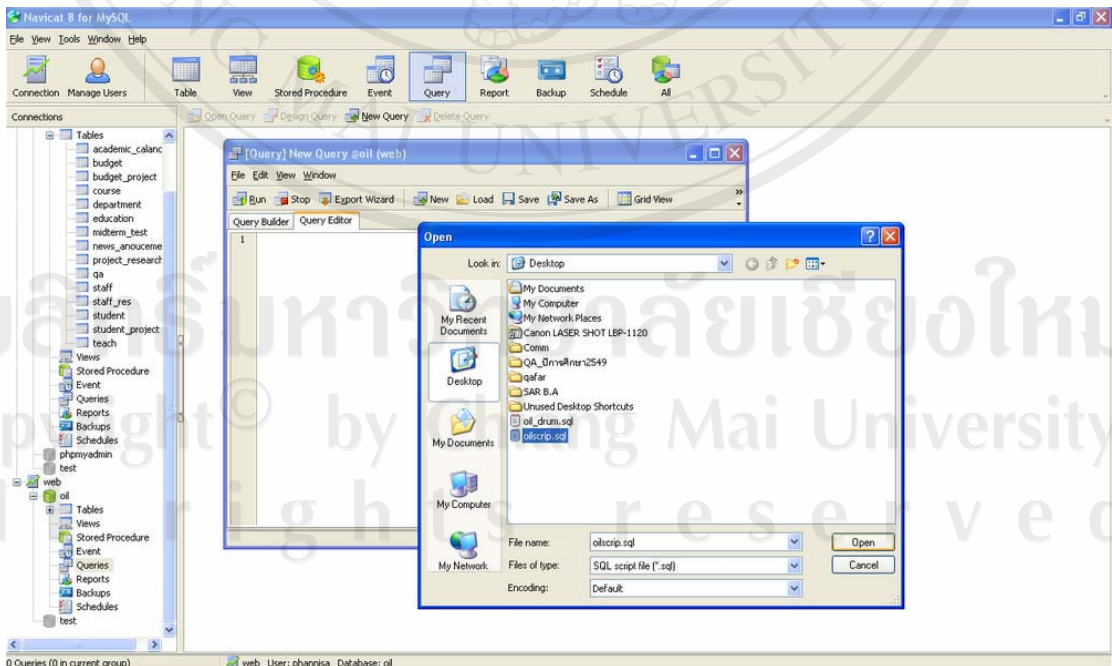 Navicat 8 for MySQL
File View Tools Window Help
Connection Manage Users Table View Stored Procedure Event Query Report Backup Schedule All
Connections
Open Query Design Query New Query Delete Query
Tables
academic_calanc
budget
budget_project
course
department
education
midterm_test
news_anouceme
project_research
qa
staff
staff_res
student
student_project
teach
Views
Stored Procedure
Event
Queries
Reports
Backups
Schedules
phpmyadmin
test
web
oil
Tables
Views
Stored Procedure
Event
Queries
Reports
Backups
Schedules
test
[Query] New Query @oil (web)
File Edit View Window
Run Stop Export Wizard New Load Save Save As Grid View
Query Builder Query Editor
1
Open
Look in: Desktop
My Recent Documents
Desktop
My Documents
My Computer
My Network
My Documents
My Computer
My Network Places
Canon LASER SHOT LBP-1120
Comm
QA_ปีการศึกษา2549
qafar
SAR B.A
Unused Desktop Shortcuts
oil_drum.sql
oilscrip.sql
File name: oilscrip.sql Open
Files of type: SQL script file (*.sql) Cancel
Encoding: Default
0 Queries (0 in current group) web User: phannisa Database: oil
MAI UNIVERSITY
มหาวิทยาลัยเชียงใหม
by Chiang Mai University
rights reserve